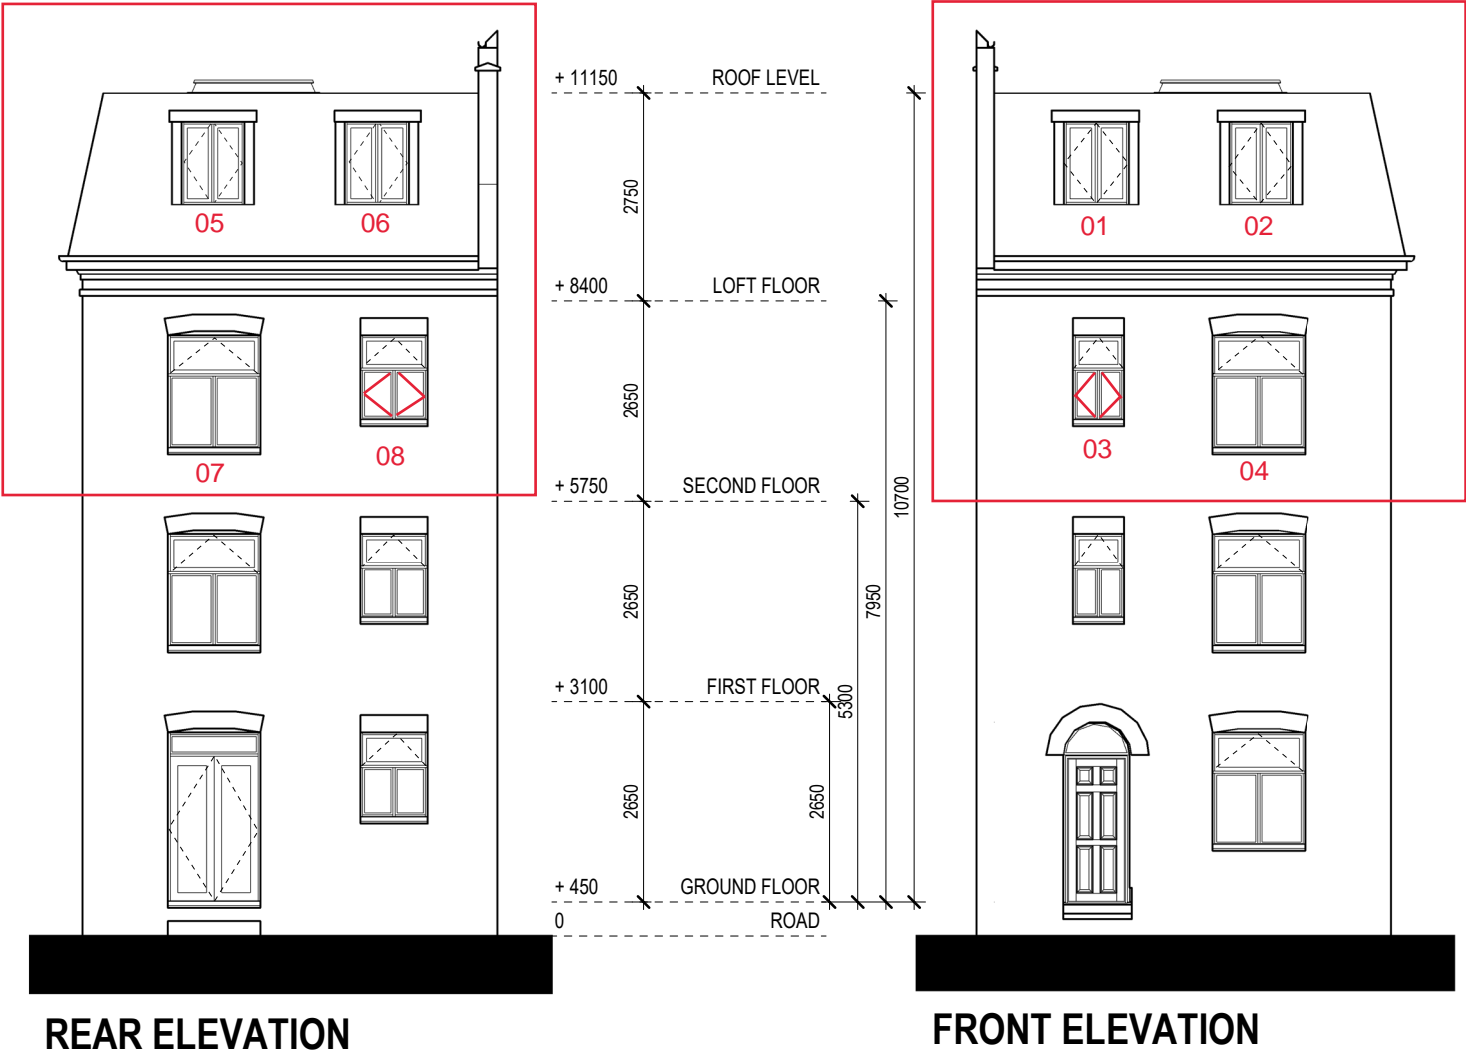 + 11150 ROOF LEVEL
05 06
2750
01 02
+ 8400 LOFT FLOOR
2650
07 08
03 04
+ 5750 SECOND FLOOR
10700
2650
7950
+ 3100 FIRST FLOOR
5300
2650
2650
+ 450 GROUND FLOOR
0 ROAD
REAR ELEVATION
FRONT ELEVATION